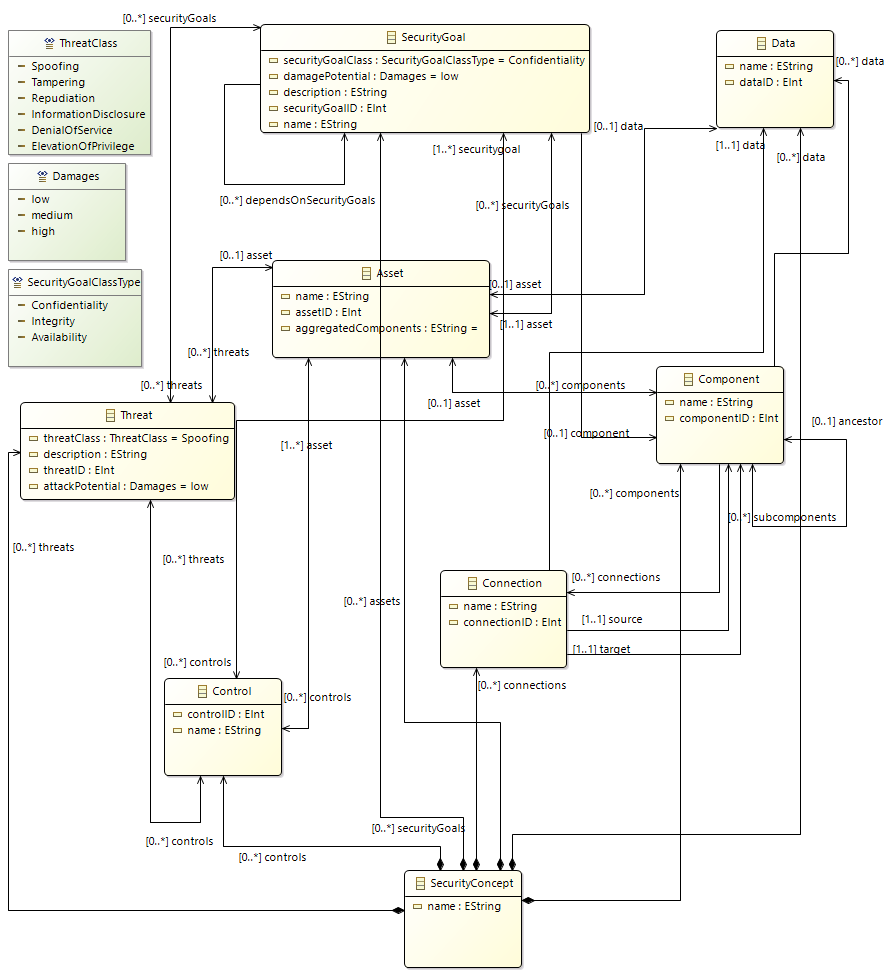 [0..*] securityGoals
ThreatClass
Spoofing
Tampering
Repudiation
InformationDisclosure
DenialOfService
ElevationOfPrivilege
SecurityGoal
securityGoalClass : SecurityGoalClassType = Confidentiality
damagePotential : Damages = low
description : EString
securityGoalID : EInt
name : EString
Data
name : EString
dataID : EInt
[0..*] data
[0..1] data
[1..1] data
[0..*] data
[1..*] securitygoal
Damages
low
medium
high
[0..*] dependsOnSecurityGoals
[0..*] securityGoals
SecurityGoalClassType
Confidentiality
Integrity
Availability
[0..1] asset
Asset
name : EString
assetID : EInt
aggregatedComponents : EString =
[0..1] asset
[1..1] asset
[0..*] threats
[0..*] threats
[0..1] asset
[0..*] components
Component
name : EString
componentID : EInt
[0..1] ancestor
[0..1] component
Threat
threatClass : ThreatClass = Spoofing
description : EString
threatID : EInt
attackPotential : Damages = low
[1..*] asset
[0..*] components
[0..*] subcomponents
[0..*] threats
[0..*] threats
[0..*] assets
Connection
name : EString
connectionID : EInt
[0..*] connections
[1..1] source
[1..1] target
[0..*] controls
[0..*] controls
[0..*] connections
Control
controlID : EInt
name : EString
[0..*] controls
[0..*] securityGoals
[0..*] controls
SecurityConcept
name : EString